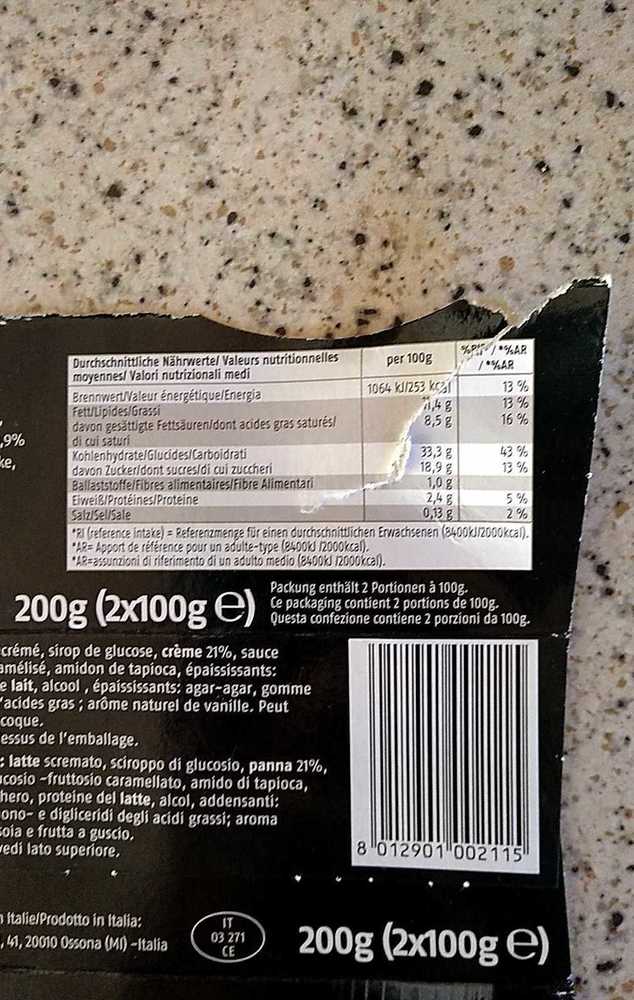 Durchschnittliche Nährwerte/ Valeurs nutritionnelles
moyennes/ Valori nutrizionali medi
per 100g
/ *%AR
/ *%AR
Brennwert/Valeur énergétique/Energia 1064 kJ/253 kcal 13 %
Fett/Lipides/Grassi 11,4 g 13 %
davon gesättigte Fettsäuren/dont acides gras saturés/ 8,5 g 16 %
di cui saturi
Kohlenhydrate/Glucides/Carboidrati 33,3 g 43 %
davon Zucker/dont sucres/di cui zuccheri 18,9 g 13 %
Ballaststoffe/Fibres alimentaires/Fibre Alimentari 1,0 g
Eiweiß/Protéines/Proteine 2,4 g 5 %
Salz/Sel/Sale 0,13 g 2 %
*RI (reference intake) = Referenzmenge für einen durchschnittlichen Erwachsenen (8400kJ/2000kcal).
*AR= Apport de référence pour un adulte-type (8400kJ /2000kcal).
*AR=assunzioni di riferimento di un adulto medio (8400kJ /2000kcal).
,9%
ke,
200g (2x100g ℮)
Packung enthält 2 Portionen à 100g.
Ce packaging contient 2 portions de 100g.
Questa confezione contiene 2 porzioni da 100g.
crémé, sirop de glucose, crème 21%, sauce
amélisé, amidon de tapioca, épaississants:
e lait, alcool , épaississants: agar-agar, gomme
'acides gras ; arôme naturel de vanille. Peut
coque.
essus de l'emballage.
: latte scremato, sciroppo di glucosio, panna 21%,
ucosio -fruttosio caramellato, amido di tapioca,
hero, proteine del latte, alcol, addensanti:
ono- e digliceridi degli acidi grassi; aroma
soia e frutta a guscio.
vedi lato superiore.
8 012901 002115
n Italie/Prodotto in Italia:
, 41, 20010 Ossona (MI) -Italia
IT
03 271
CE
200g (2x100g ℮)